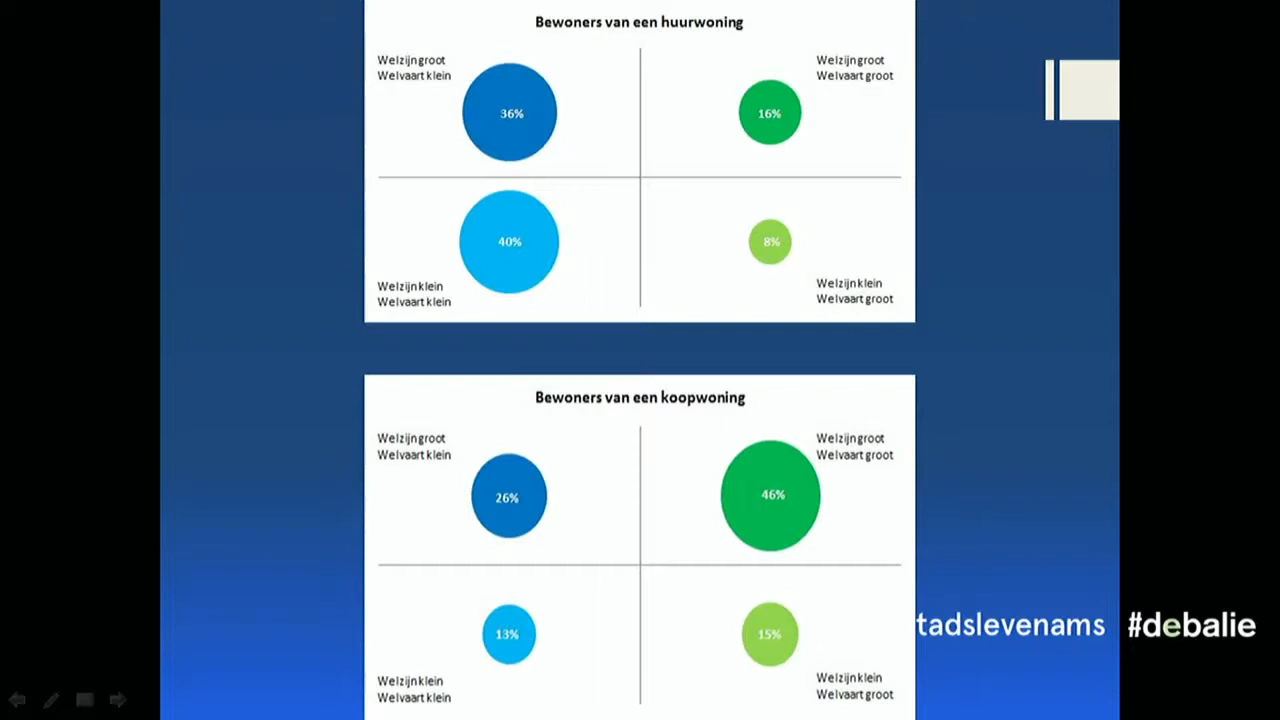 Bewoners van een huurwoning
Welzijn groot
Welvaart klein
36%
Welzijn groot
Welvaart groot
16%
40%
Welzijn klein
Welvaart klein
8%
Welzijn klein
Welvaart groot
Bewoners van een koopwoning
Welzijn groot
Welvaart klein
26%
Welzijn groot
Welvaart groot
46%
13%
Welzijn klein
Welvaart klein
15%
Welzijn klein
Welvaart groot
tadslevenams #debalie